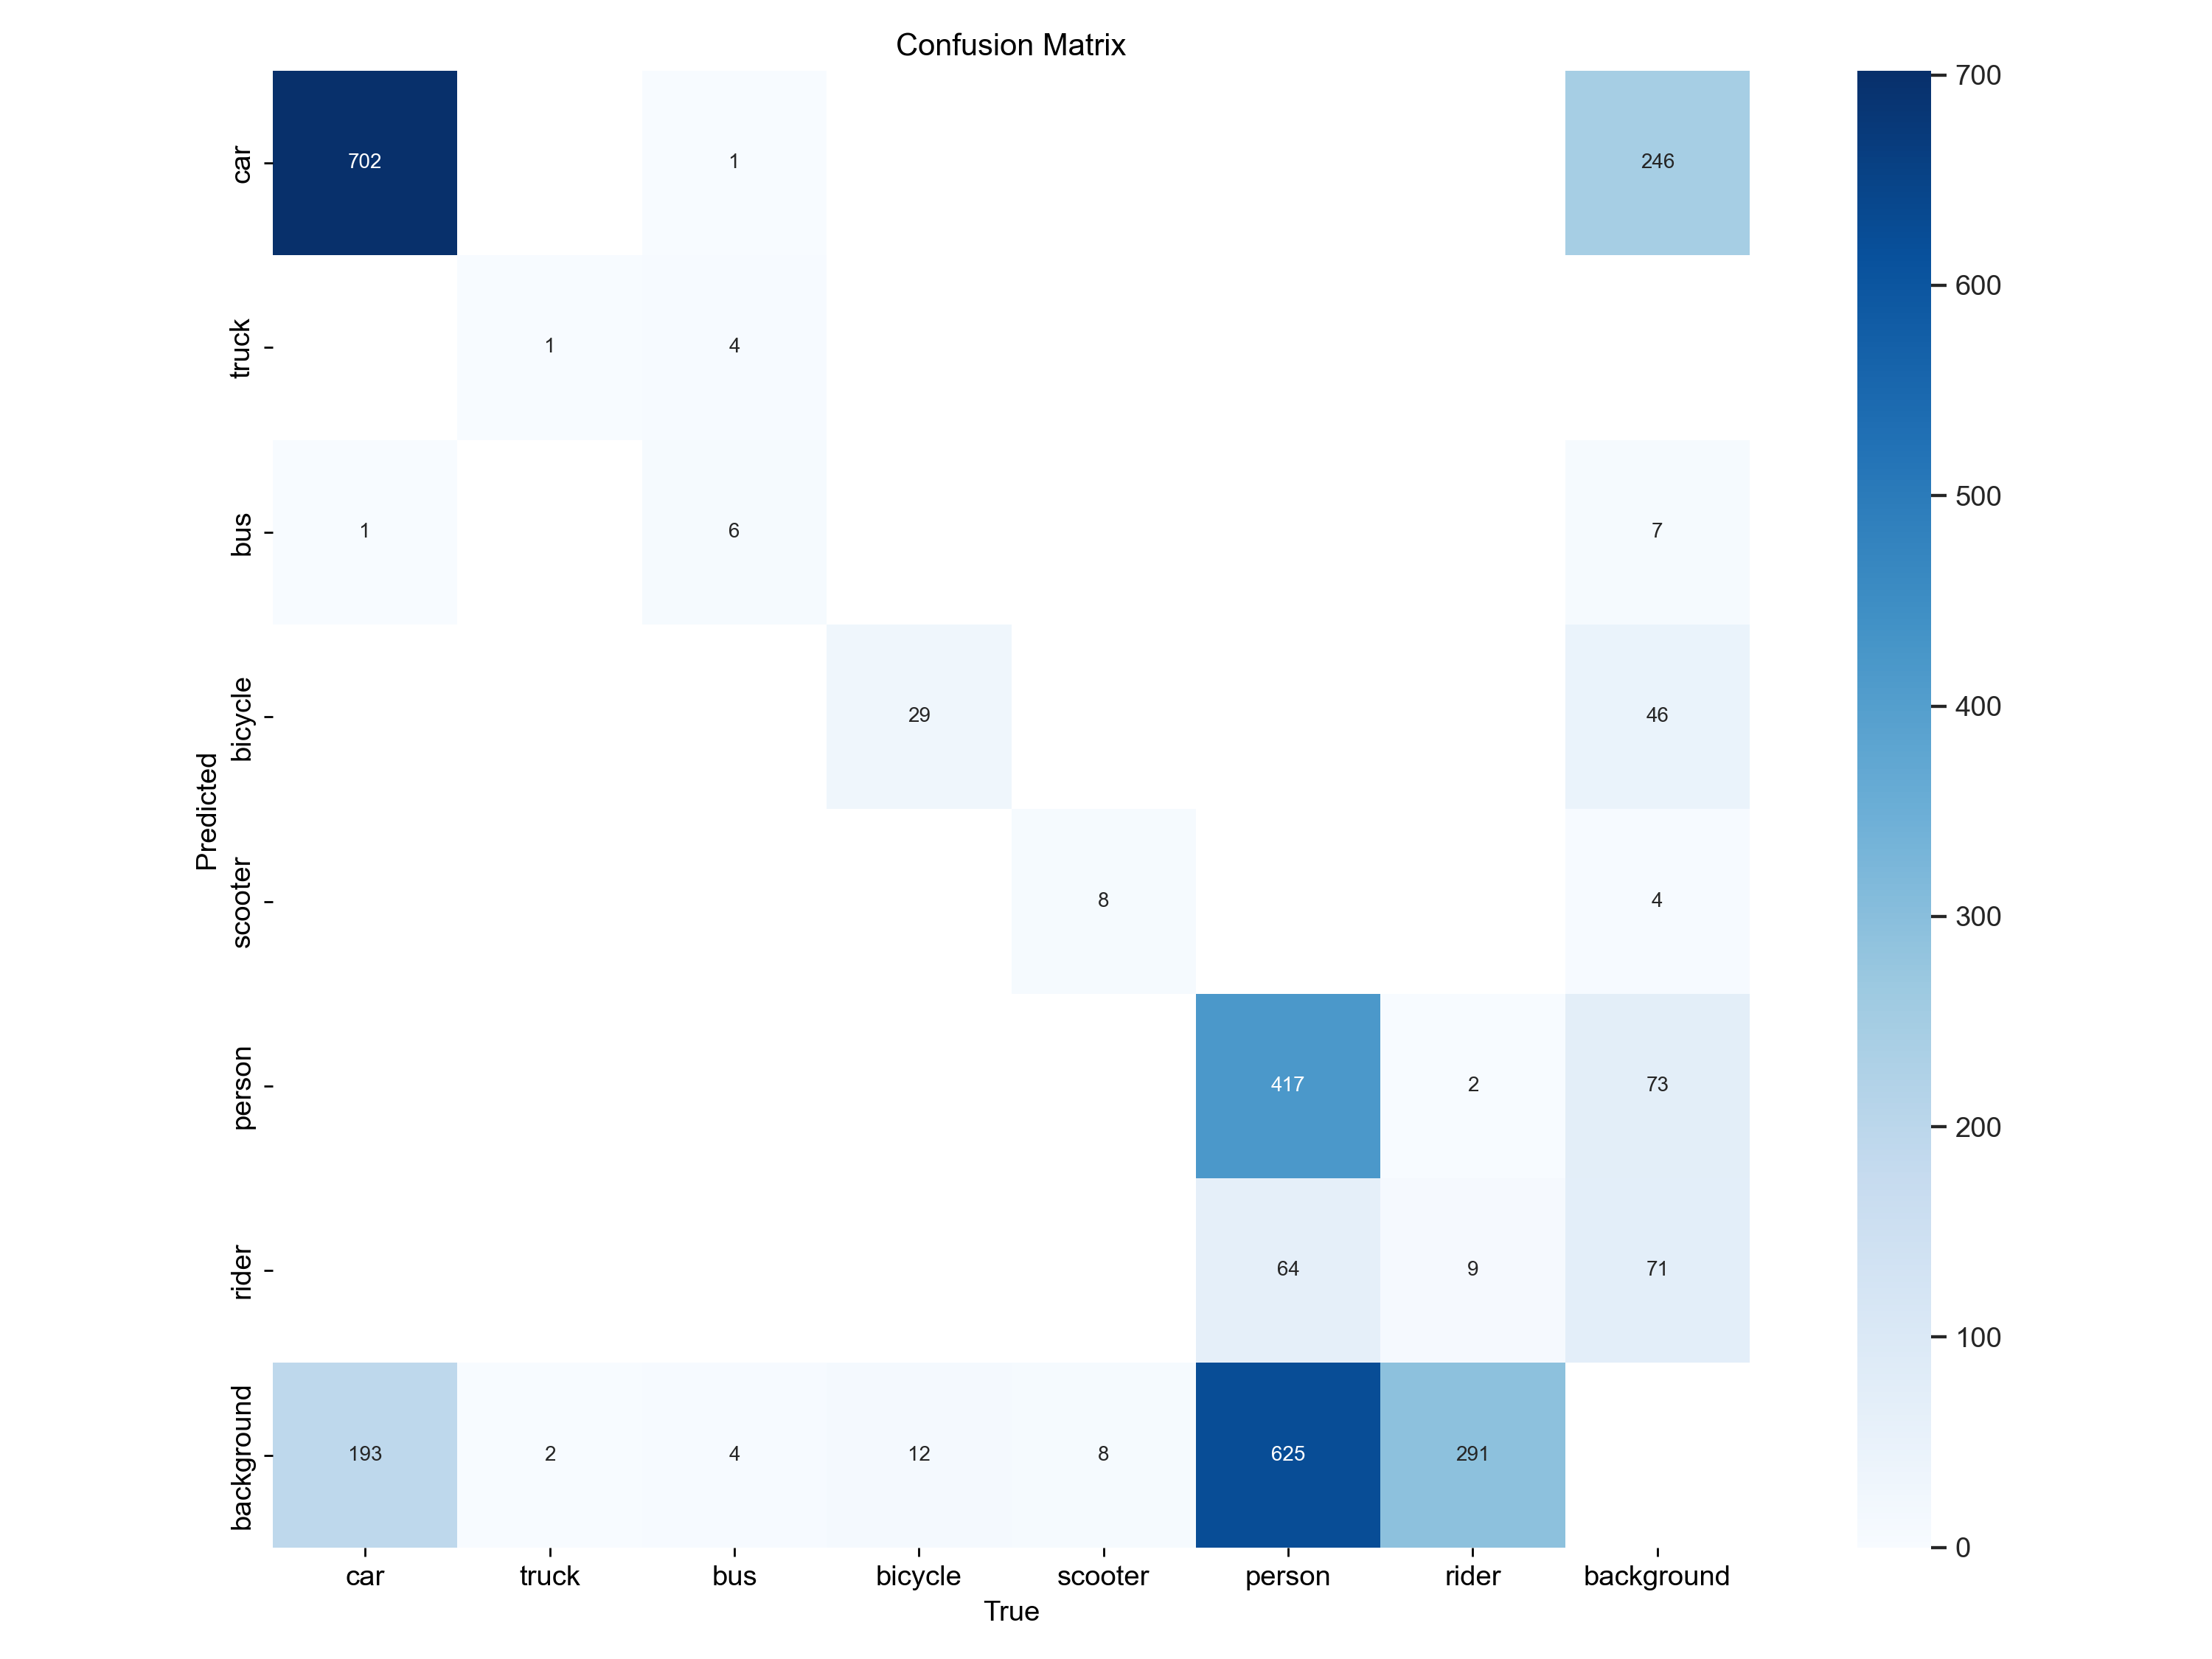 Confusion Matrix
car 702 1 246
truck 1 4
bus 1 6 7
bicycle 29 46
scooter 8 4
person 417 2 73
rider 64 9 71
background 193 2 4 12 8 625 291
car truck bus bicycle scooter person rider background
True
Predicted
700
600
500
400
300
200
100
0